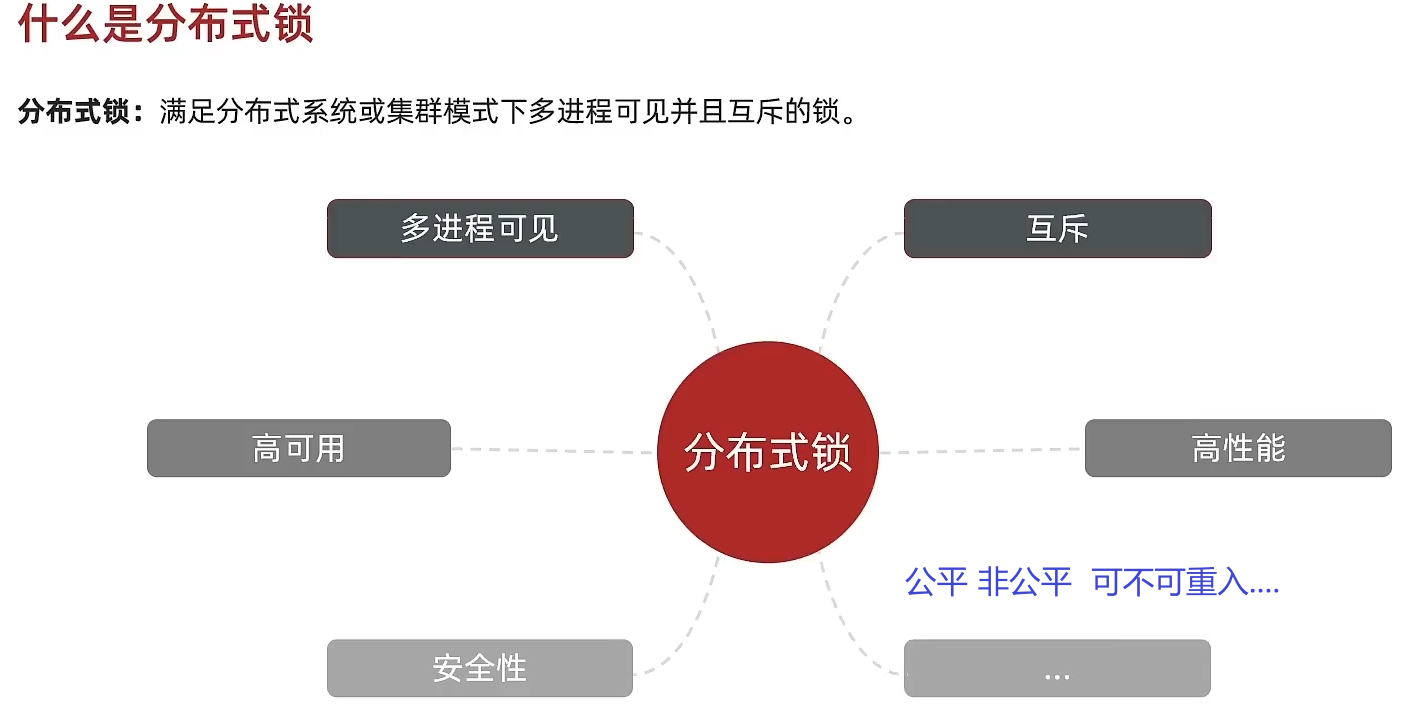 什么是分布式锁
分布式锁：满足分布式系统或集群模式下多进程可见并且互斥的锁。
多进程可见
互斥
高可用
分布式锁
高性能
公平 非公平 可不可重入....
安全性
...